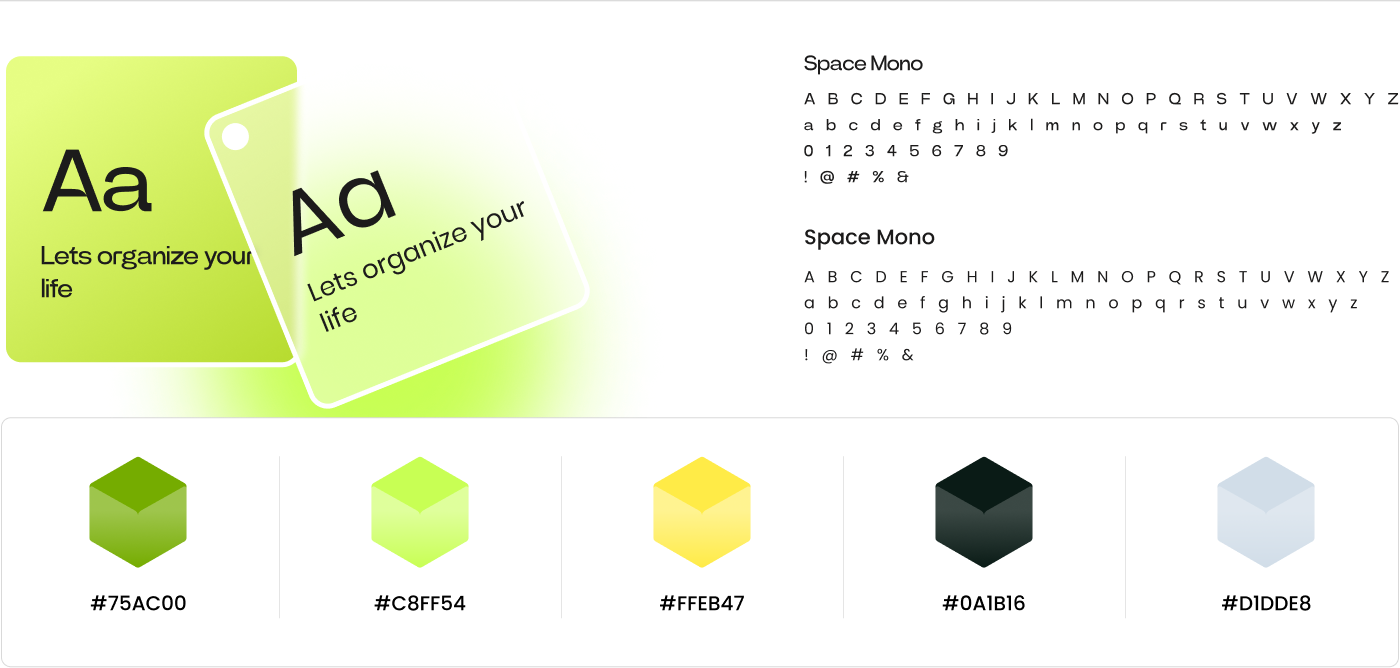 Aa
Lets organize your
life
Aa
Lets organize your
life
Space Mono
A B C D E F G H I J K L M N O P Q R S T U V W X Y Z
a b c d e f g h i j k l m n o p q r s t u v w x y z
0 1 2 3 4 5 6 7 8 9
! @ # % &
Space Mono
A B C D E F G H I J K L M N O P Q R S T U V W X Y Z
a b c d e f g h i j k l m n o p q r s t u v w x y z
0 1 2 3 4 5 6 7 8 9
! @ # % &
#75AC00
#C8FF54
#FFEB47
#0A1B16
#D1DDE8